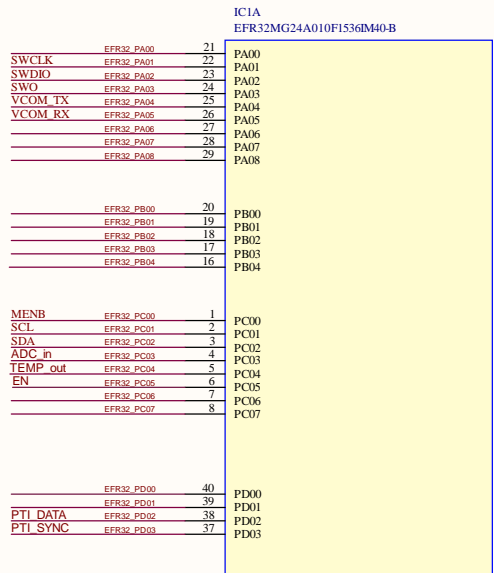 IC1A
EFR32MG24A010F1536IM40-B
EFR32_PA00 21 PA00
SWCLK EFR32_PA01 22 PA01
SWDIO EFR32_PA02 23 PA02
SWO EFR32_PA03 24 PA03
VCOM_TX EFR32_PA04 25 PA04
VCOM_RX EFR32_PA05 26 PA05
EFR32_PA06 27 PA06
EFR32_PA07 28 PA07
EFR32_PA08 29 PA08
EFR32_PB00 20 PB00
EFR32_PB01 19 PB01
EFR32_PB02 18 PB02
EFR32_PB03 17 PB03
EFR32_PB04 16 PB04
MENB EFR32_PC00 1 PC00
SCL EFR32_PC01 2 PC01
SDA EFR32_PC02 3 PC02
ADC_in EFR32_PC03 4 PC03
TEMP_out EFR32_PC04 5 PC04
EN EFR32_PC05 6 PC05
EFR32_PC06 7 PC06
EFR32_PC07 8 PC07
EFR32_PD00 40 PD00
EFR32_PD01 39 PD01
PTI_DATA EFR32_PD02 38 PD02
PTI_SYNC EFR32_PD03 37 PD03